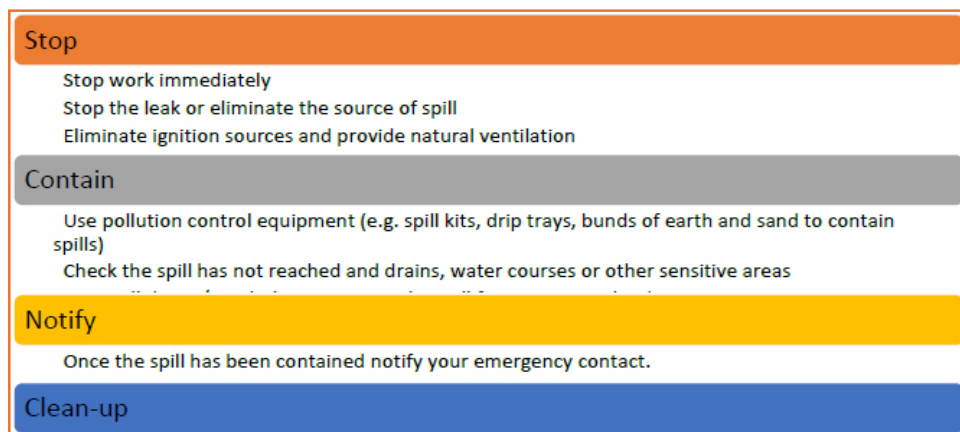 Stop
Stop work immediately
Stop the leak or eliminate the source of spill
Eliminate ignition sources and provide natural ventilation
Contain
Use pollution control equipment (e.g. spill kits, drip trays, bunds of earth and sand to contain
spills)
Check the spill has not reached and drains, water courses or other sensitive areas
Notify
Once the spill has been contained notify your emergency contact.
Clean-up